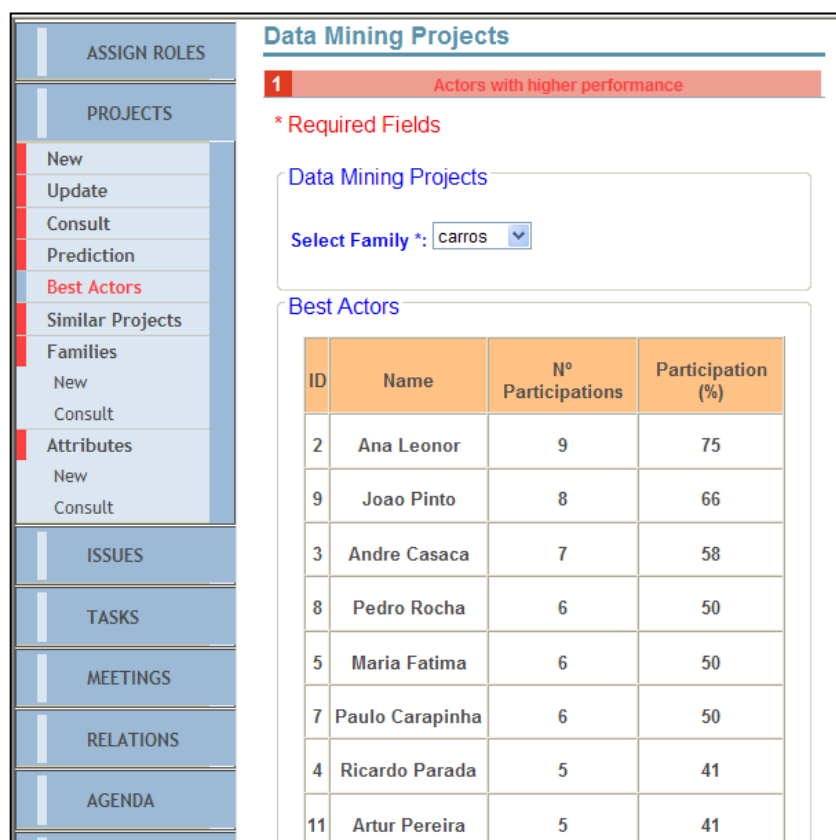 ASSIGN ROLES
PROJECTS
New
Update
Consult
Prediction
Best Actors
Similar Projects
Families
New
Consult
Attributes
New
Consult
ISSUES
TASKS
MEETINGS
RELATIONS
AGENDA
Data Mining Projects
1 Actors with higher performance
* Required Fields
Data Mining Projects
Select Family *: carros
Best Actors
ID Name Nº Participations Participation (%)
2 Ana Leonor 9 75
9 Joao Pinto 8 66
3 Andre Casaca 7 58
8 Pedro Rocha 6 50
5 Maria Fatima 6 50
7 Paulo Carapinha 6 50
4 Ricardo Parada 5 41
11 Artur Pereira 5 41